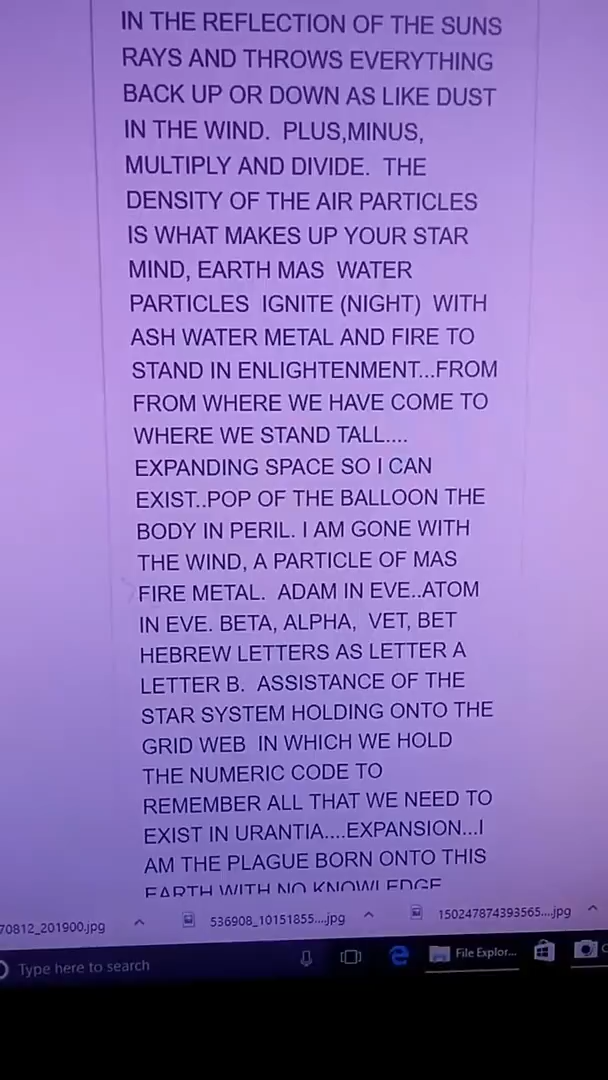 IN THE REFLECTION OF THE SUNS
RAYS AND THROWS EVERYTHING
BACK UP OR DOWN AS LIKE DUST
IN THE WIND.  PLUS,MINUS,
MULTIPLY AND DIVIDE.  THE
DENSITY OF THE AIR PARTICLES
IS WHAT MAKES UP YOUR STAR
MIND, EARTH MAS  WATER
PARTICLES  IGNITE (NIGHT)  WITH
ASH WATER METAL AND FIRE TO
STAND IN ENLIGHTENMENT...FROM
FROM WHERE WE HAVE COME TO
WHERE WE STAND TALL....
EXPANDING SPACE SO I CAN
EXIST..POP OF THE BALLOON THE
BODY IN PERIL. I AM GONE WITH
THE WIND, A PARTICLE OF MAS
FIRE METAL.  ADAM IN EVE..ATOM
IN EVE. BETA, ALPHA,  VET, BET
HEBREW LETTERS AS LETTER A
LETTER B.  ASSISTANCE OF THE
STAR SYSTEM HOLDING ONTO THE
GRID WEB  IN WHICH WE HOLD
THE NUMERIC CODE TO
REMEMBER ALL THAT WE NEED TO
EXIST IN URANTIA....EXPANSION...I
AM THE PLAGUE BORN ONTO THIS
EARTH WITH NO KNOWLEDGE
70812_201900.jpg
536908_10151855....jpg
150247874393565....jpg
Type here to search
File Explor...